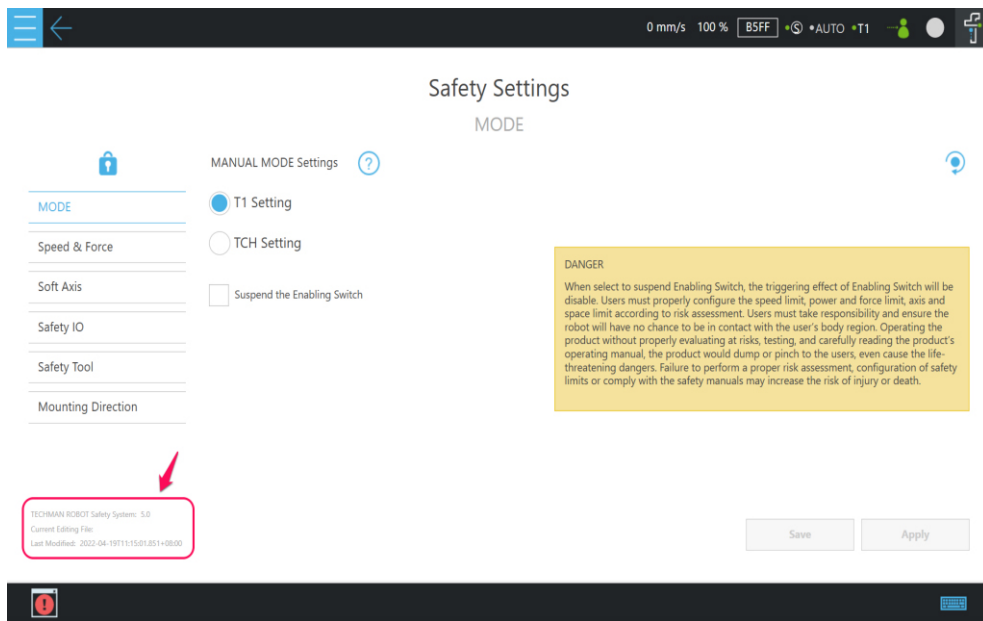 0 mm/s 100 % B5FF •Ⓢ •AUTO •T1
Safety Settings
MODE
MANUAL MODE Settings ?
MODE
T1 Setting
Speed & Force
TCH Setting
Soft Axis
Suspend the Enabling Switch
Safety IO
Safety Tool
Mounting Direction
DANGER
When select to suspend Enabling Switch, the triggering effect of Enabling Switch will be
disable. Users must properly configure the speed limit, power and force limit, axis and
space limit according to risk assessment. Users must take responsibility and ensure the
robot will have no chance to be in contact with the user's body region. Operating the
product without properly evaluating at risks, testing, and carefully reading the product's
operating manual, the product would dump or pinch to the users, even cause the life-
threatening dangers. Failure to perform a proper risk assessment, configuration of safety
limits or comply with the safety manuals may increase the risk of injury or death.
TECHMAN ROBOT Safety System: 5.0
Current Editing File:
Last Modified: 2022-04-19T11:15:01.851+08:00
Save
Apply